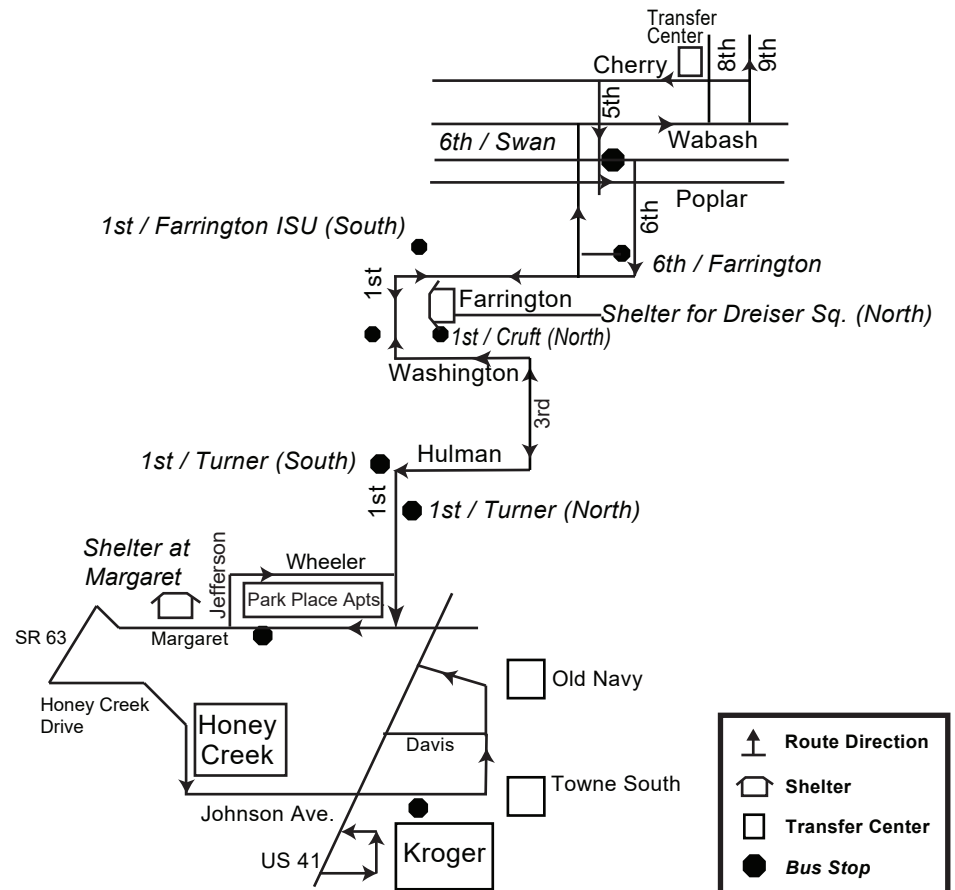 Transfer
Center
8th
9th
Cherry
5th
6th / Swan
Wabash
Poplar
6th
1st / Farrington ISU (South)
6th / Farrington
1st
Farrington
Shelter for Dreiser Sq. (North)
1st / Cruft (North)
Washington
3rd
1st / Turner (South)
Hulman
1st
1st / Turner (North)
Shelter at
Margaret
Jefferson
Wheeler
Park Place Apts.
SR 63
Margaret
Honey Creek
Drive
Old Navy
Honey
Creek
Davis
Towne South
Johnson Ave.
US 41
Kroger
Route Direction
Shelter
Transfer Center
Bus Stop